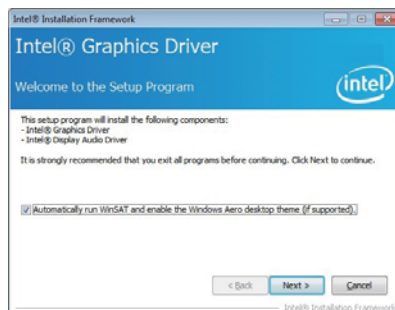 Intel® Installation Framework
Intel® Graphics Driver
Welcome to the Setup Program
intel
This setup program will install the following components:
- Intel® Graphics Driver
- Intel® Display Audio Driver
It is strongly recommended that you exit all programs before continuing. Click Next to continue.
Automatically run WinSAT and enable the Windows Aero desktop theme (if supported).
< Back Next > Cancel
Intel® Installation Framework